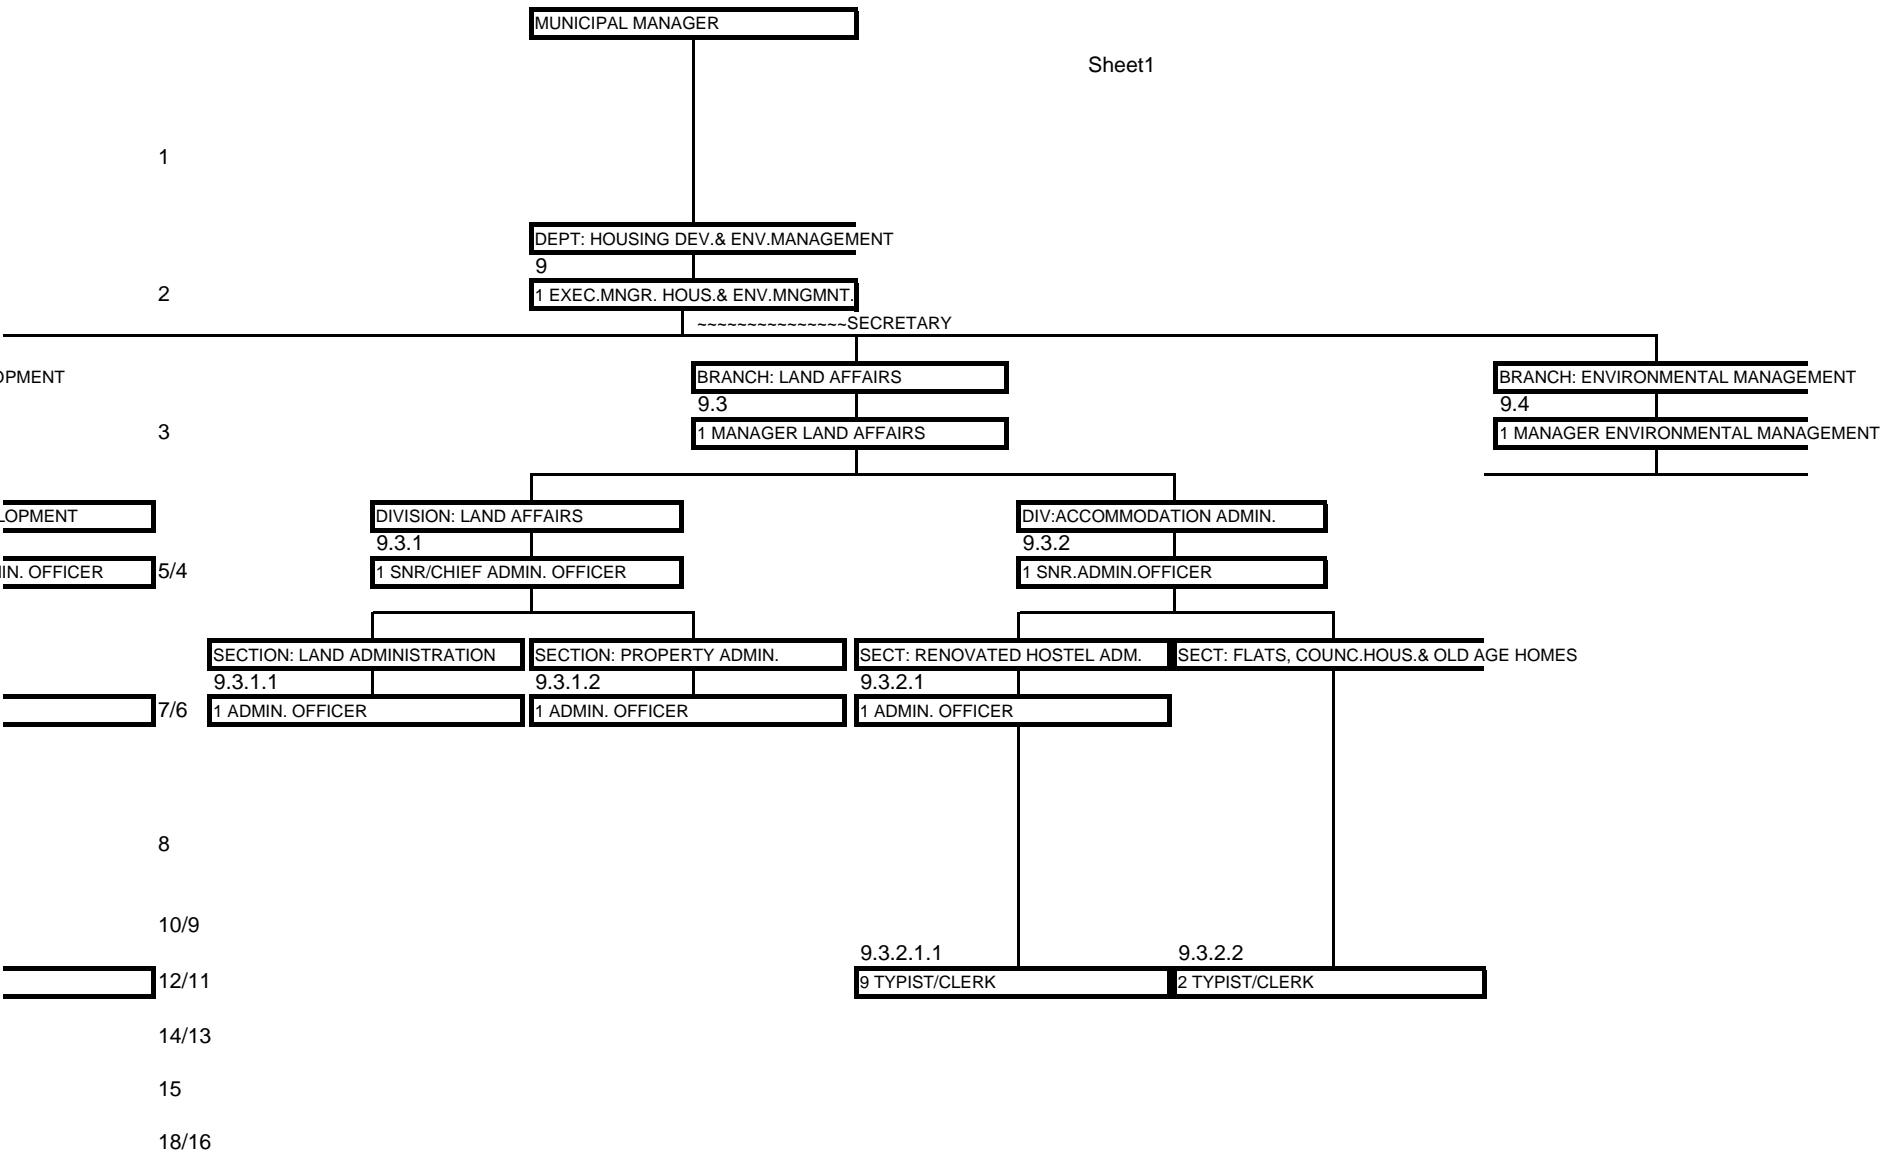 MUNICIPAL MANAGER
Sheet1
1
DEPT: HOUSING DEV.& ENV.MANAGEMENT
9
2
1 EXEC.MNGR. HOUS.& ENV.MNGMNT.
~~~~~~~~~~~~~~~SECRETARY
OPMENT
BRANCH: LAND AFFAIRS
BRANCH: ENVIRONMENTAL MANAGEMENT
9.3
9.4
3
1 MANAGER LAND AFFAIRS
1 MANAGER ENVIRONMENTAL MANAGEMENT
LOPMENT
DIVISION: LAND AFFAIRS
DIV:ACCOMMODATION ADMIN.
9.3.1
9.3.2
IN. OFFICER
5/4
1 SNR/CHIEF ADMIN. OFFICER
1 SNR.ADMIN.OFFICER
SECTION: LAND ADMINISTRATION
SECTION: PROPERTY ADMIN.
SECT: RENOVATED HOSTEL ADM.
SECT: FLATS, COUNC.HOUS.& OLD AGE HOMES
9.3.1.1
9.3.1.2
9.3.2.1
7/6
1 ADMIN. OFFICER
1 ADMIN. OFFICER
1 ADMIN. OFFICER
8
10/9
9.3.2.1.1
9.3.2.2
12/11
9 TYPIST/CLERK
2 TYPIST/CLERK
14/13
15
18/16